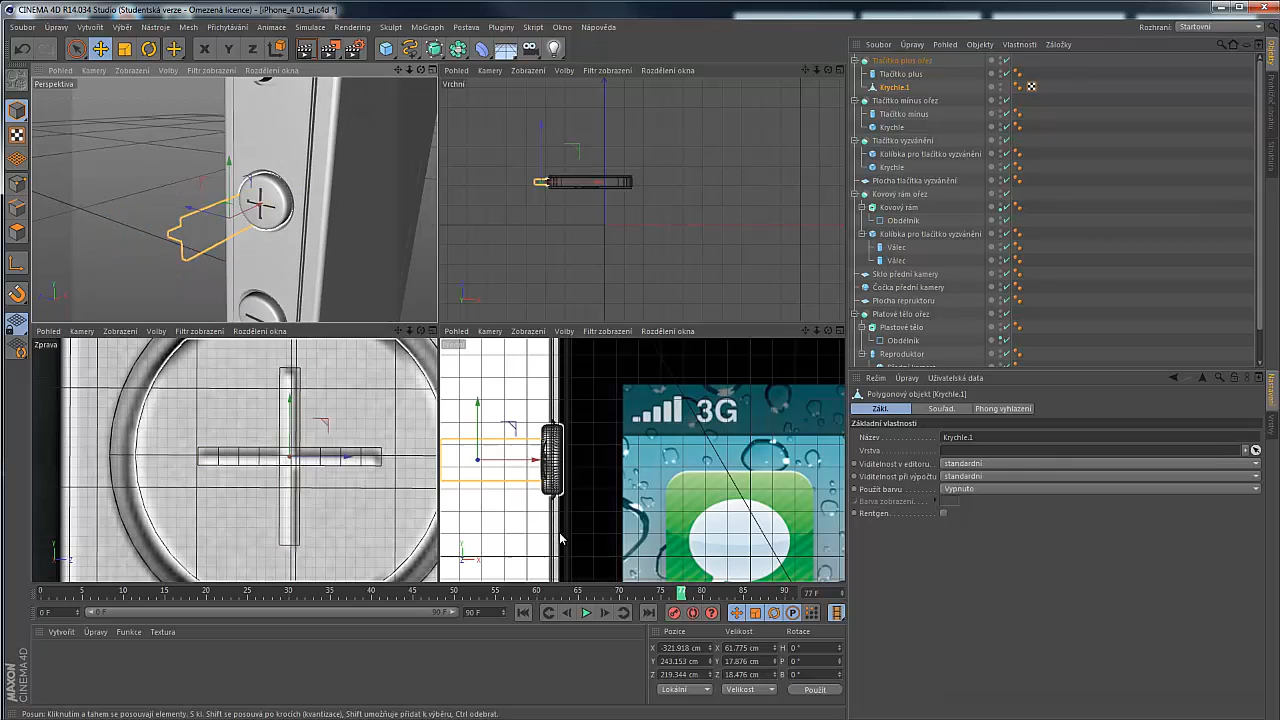 CINEMA 4D R14.034 Studio (Studentská verze - Omezená licence) - [iPhone_4 01_el.c4d *]
Soubor Úpravy Vytvořit Výběr Nástroje Mesh Přichytávání Animace Simulace Rendering Sculpt MoGraph Postava Pluginy Skript Okna Nápověda
Rozhraní: Startovní
X Y Z
Soubor Úpravy Pohled Objekty Vlastnosti Záložky
Pohled Kamery Zobrazení Volby Filtr zobrazení Rozdělení okna
Perspektiva
Pohled Kamery Zobrazení Volby Filtr zobrazení Rozdělení okna
Vrchní
Tlačítko plus ořez
Tlačítko plus
Krychle.1
Tlačítko mínus ořez
Tlačítko mínus
Krychle
Tlačítko vyzvánění
Kolíbka pro tlačítko vyzvánění
Krychle
Plocha tlačítka vyzvánění
Kovový rám ořez
Kovový rám
Obdélník
Kolíbka pro tlačítko vyzvánění
Válec
Válec
Sklo přední kamery
Čočka přední kamery
Plocha repruktoru
Platové tělo ořez
Plastové tělo
Obdélník
Reproduktor
Objekty
Struktura
Pohled Kamery Zobrazení Volby Filtr zobrazení Rozdělení okna
Zprava
Pohled Kamery Zobrazení Volby Filtr zobrazení Rozdělení okna
3G
Režim Úpravy Uživatelská data
Polygonový objekt [Krychle.1]
Zákl. Souřad. Phong vyhlazení
Základní vlastnosti
Název Krychle.1
Vrstva
Viditelnost v editoru standardní
Viditelnost při výpočtu standardní
Použít barvu Vypnuto
Barva zobrazení
Rentgen
Nastavení
Vrstvy
0 5 10 15 20 25 30 35 40 45 50 55 60 65 70 77 80 85 90 77 F
0 F 0 F 90 F 90 F
Vytvořit Úpravy Funkce Textura
Pozice Velikost Rotace
X -321.918 cm X 61.775 cm H 0 °
Y 243.153 cm Y 17.876 cm P 0 °
Z 219.344 cm Z 18.476 cm B 0 °
Lokální Velikost Použít
MAXON CINEMA 4D
Posun: Kliknutím a tahem se posouvají elementy. S kl. Shift se posouvá po krocích (kvantizace), Shift umožňuje přidat k výběru, Ctrl odebrat.